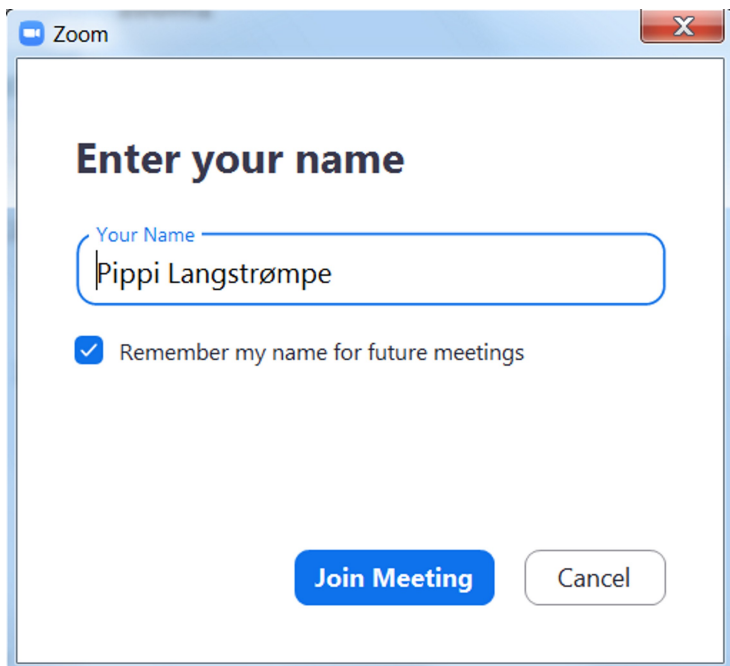 Zoom
Enter your name
Your Name
Pippi Langstrømpe
Remember my name for future meetings
Join Meeting
Cancel